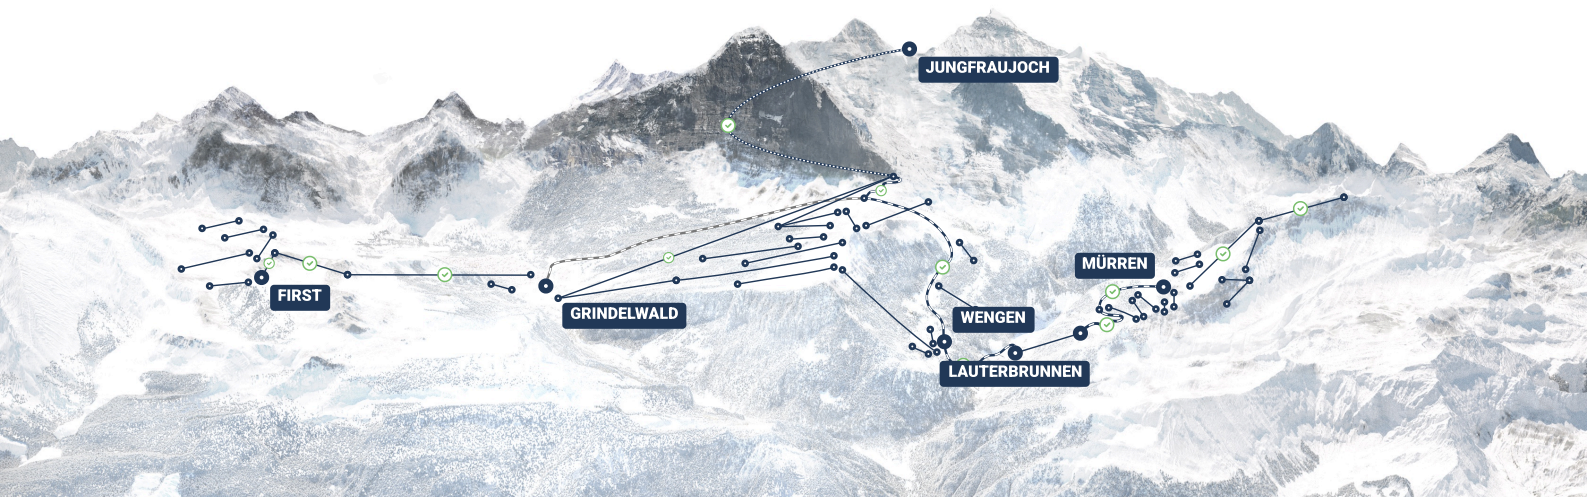 JUNGFRAUJOCH
MÜRREN
FIRST
GRINDELWALD
WENGEN
LAUTERBRUNNEN